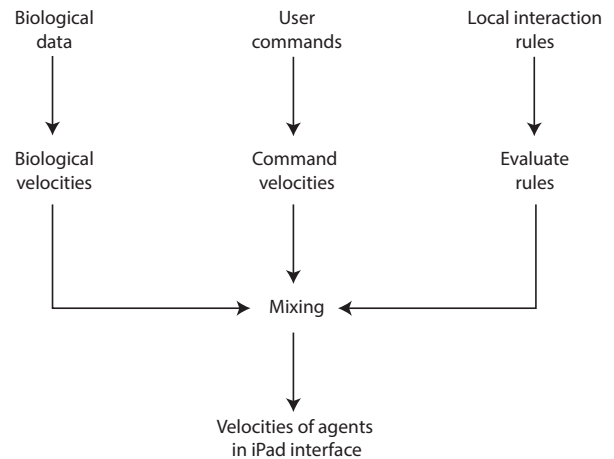 Biological
data
User
commands
Local interaction
rules
Biological
velocities
Command
velocities
Evaluate
rules
Mixing
Velocities of agents
in iPad interface